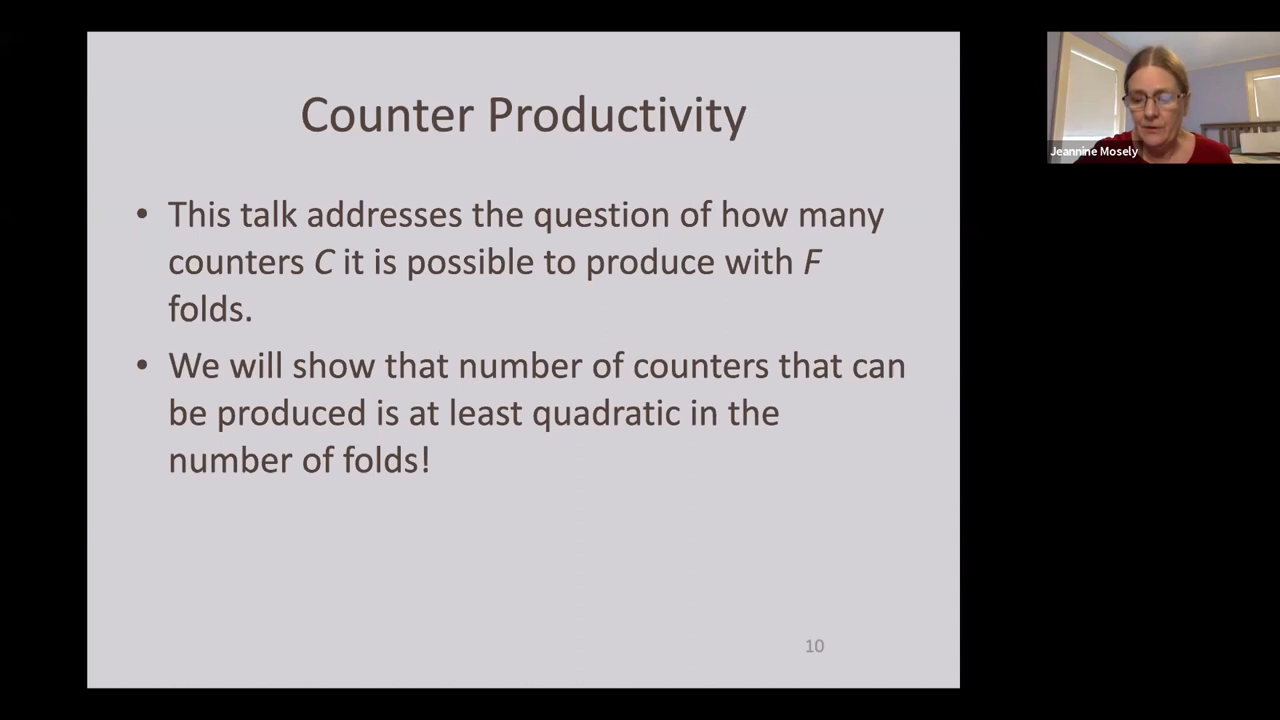 Counter Productivity
• This talk addresses the question of how many
counters C it is possible to produce with F
folds.
• We will show that number of counters that can
be produced is at least quadratic in the
number of folds!
10
Jeannine Mosely